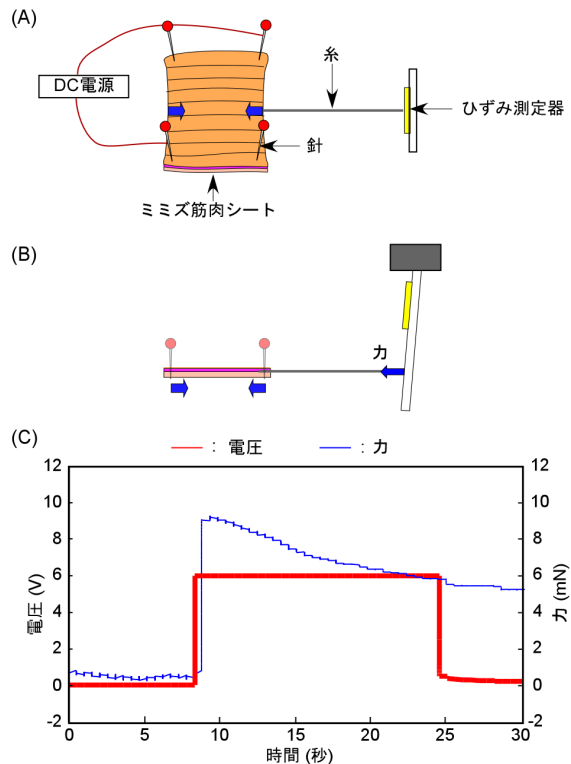 (A)
糸
DC電源
ひずみ測定器
針
ミミズ筋肉シート
(B)
力
(C)
: 電圧
: 力
12
10
8
6
4
2
0
-2
電圧 (V)
12
10
8
6
4
2
0
-2
力 (mN)
0 5 10 15 20 25 30
時間 (秒)